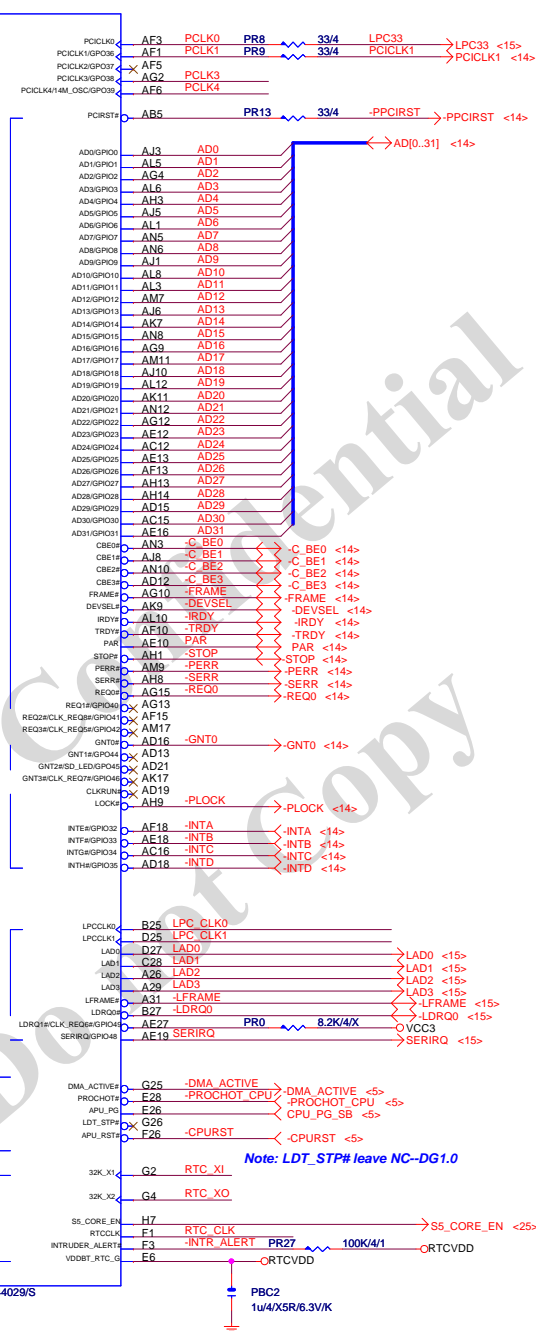 PCICLK0 AF3 PCLK0 PR8 33/4 LPC33 LPC33 <15>
PCICLK1/GPO36 AF1 PCLK1 PR9 33/4 PCICLK1 PCICLK1 <14>
PCICLK2/GPO37 AF5
PCICLK3/GPO38 AG2 PCLK3
PCICLK4/14M_OSC/GPO39 AF6 PCLK4
PCIRST# AB5 PR13 33/4 -PPCIRST -PPCIRST <14>
AD[0..31] <14>
AD0/GPIO0 AJ3 AD0
AD1/GPIO1 AL5 AD1
AD2/GPIO2 AG4 AD2
AD3/GPIO3 AL6 AD3
AD4/GPIO4 AH3 AD4
AD5/GPIO5 AJ5 AD5
AD6/GPIO6 AL1 AD6
AD7/GPIO7 AN5 AD7
AD8/GPIO8 AN6 AD8
AD9/GPIO9 AJ1 AD9
AD10/GPIO10 AL8 AD10
AD11/GPIO11 AL3 AD11
AD12/GPIO12 AM7 AD12
AD13/GPIO13 AJ6 AD13
AD14/GPIO14 AK7 AD14
AD15/GPIO15 AN8 AD15
AD16/GPIO16 AG9 AD16
AD17/GPIO17 AM11 AD17
AD18/GPIO18 AJ10 AD18
AD19/GPIO19 AL12 AD19
AD20/GPIO20 AK11 AD20
AD21/GPIO21 AN12 AD21
AD22/GPIO22 AG12 AD22
AD23/GPIO23 AE12 AD23
AD24/GPIO24 AC12 AD24
AD25/GPIO25 AE13 AD25
AD26/GPIO26 AF13 AD26
AD27/GPIO27 AH13 AD27
AD28/GPIO28 AH14 AD28
AD29/GPIO29 AD15 AD29
AD30/GPIO30 AC15 AD30
AD31/GPIO31 AE16 AD31
CBE0# AN3 -C_BE0 -C_BE0 <14>
CBE1# AJ8 -C_BE1 -C_BE1 <14>
CBE2# AN10 -C_BE2 -C_BE2 <14>
CBE3# AD12 -C_BE3 -C_BE3 <14>
FRAME# AG10 -FRAME -FRAME <14>
DEVSEL# AK9 -DEVSEL -DEVSEL <14>
IRDY# AL10 -IRDY -IRDY <14>
TRDY# AF10 -TRDY -TRDY <14>
PAR AE10 PAR PAR <14>
STOP# AH1 -STOP -STOP <14>
PERR# AM9 -PERR -PERR <14>
SERR# AH8 -SERR -SERR <14>
REQ0# AG15 -REQ0 -REQ0 <14>
REQ1#/GPIO40 AG13
REQ2#/CLK_REQ8#/GPIO41 AF15
REQ3#/CLK_REQ5#/GPIO42 AM17
GNT0# AD16 -GNT0 -GNT0 <14>
GNT1#/GPO44 AD13
GNT2#/SD_LED/GPO45 AD21
GNT3#/CLK_REQ7#/GPIO46 AK17
CLKRUN# AD19
LOCK# AH9 -PLOCK -PLOCK <14>
INTE#/GPIO32 AF18 -INTA -INTA <14>
INTF#/GPIO33 AE18 -INTB -INTB <14>
INTG#/GPIO34 AC16 -INTC -INTC <14>
INTH#/GPIO35 AD18 -INTD -INTD <14>
LPCCLK0 B25 LPC_CLK0
LPCCLK1 D25 LPC_CLK1
LAD0 D27 LAD0 LAD0 <15>
LAD1 C28 LAD1 LAD1 <15>
LAD2 A26 LAD2 LAD2 <15>
LAD3 A29 LAD3 LAD3 <15>
LFRAME# A31 -LFRAME -LFRAME <15>
LDRQ0# B27 -LDRQ0 -LDRQ0 <15>
LDRQ1#/CLK_REQ6#/GPIO49 AE27 PR0 8.2K/4/X VCC3
SERIRQ/GPIO48 AE19 SERIRQ SERIRQ <15>
DMA_ACTIVE# G25 -DMA_ACTIVE -DMA_ACTIVE <5>
PROCHOT# E28 -PROCHOT_CPU -PROCHOT_CPU <5>
APU_PG E26 CPU_PG_SB <5>
LDT_STP# G26
APU_RST# F26 -CPURST -CPURST <5>
Note: LDT_STP# leave NC--DG1.0
32K_X1 G2 RTC_XI
32K_X2 G4 RTC_XO
S5_CORE_EN H7 S5_CORE_EN <25>
RTCCLK F1 RTC_CLK
INTRUDER_ALERT# F3 -INTR_ALERT PR27 100K/4/1 RTCVDD
VDDBT_RTC_G E6 RTCVDD
-4029/S
PBC2
1u/4/X5R/6.3V/K
Confidential
Do not Copy